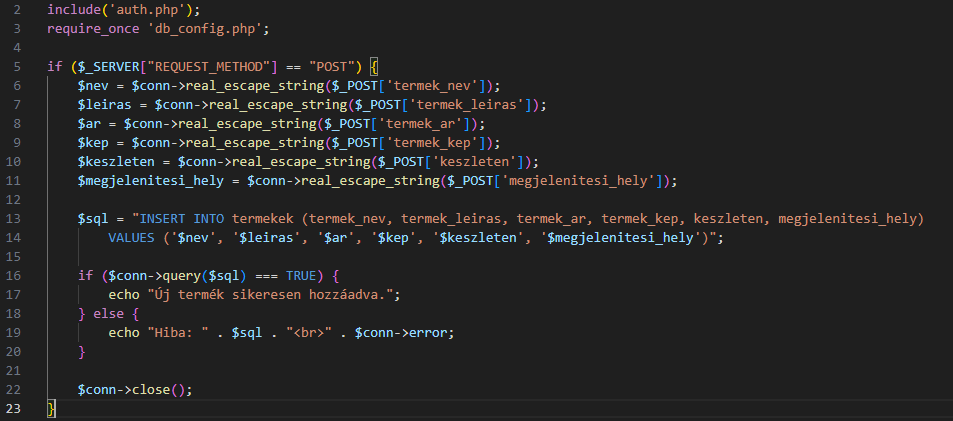 2 include('auth.php');
3 require_once 'db_config.php';
4
5 if ($_SERVER["REQUEST_METHOD"] == "POST") {
6     $nev = $conn->real_escape_string($_POST['termek_nev']);
7     $leiras = $conn->real_escape_string($_POST['termek_leiras']);
8     $ar = $conn->real_escape_string($_POST['termek_ar']);
9     $kep = $conn->real_escape_string($_POST['termek_kep']);
10     $keszleten = $conn->real_escape_string($_POST['keszleten']);
11     $megjelenitesi_hely = $conn->real_escape_string($_POST['megjelenitesi_hely']);
12
13     $sql = "INSERT INTO termekek (termek_nev, termek_leiras, termek_ar, termek_kep, keszleten, megjelenitesi_hely)
14         VALUES ('$nev', '$leiras', '$ar', '$kep', '$keszleten', '$megjelenitesi_hely')";
15
16     if ($conn->query($sql) === TRUE) {
17         echo "Új termék sikeresen hozzáadva.";
18     } else {
19         echo "Hiba: " . $sql . "<br>" . $conn->error;
20     }
21
22     $conn->close();
23 }